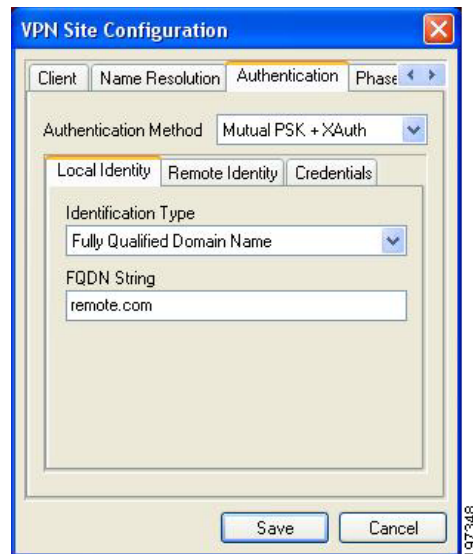 VPN Site Configuration
Client Name Resolution Authentication Phase
Authentication Method Mutual PSK + XAuth
Local Identity Remote Identity Credentials
Identification Type
Fully Qualified Domain Name
FQDN String
remote.com
Save Cancel